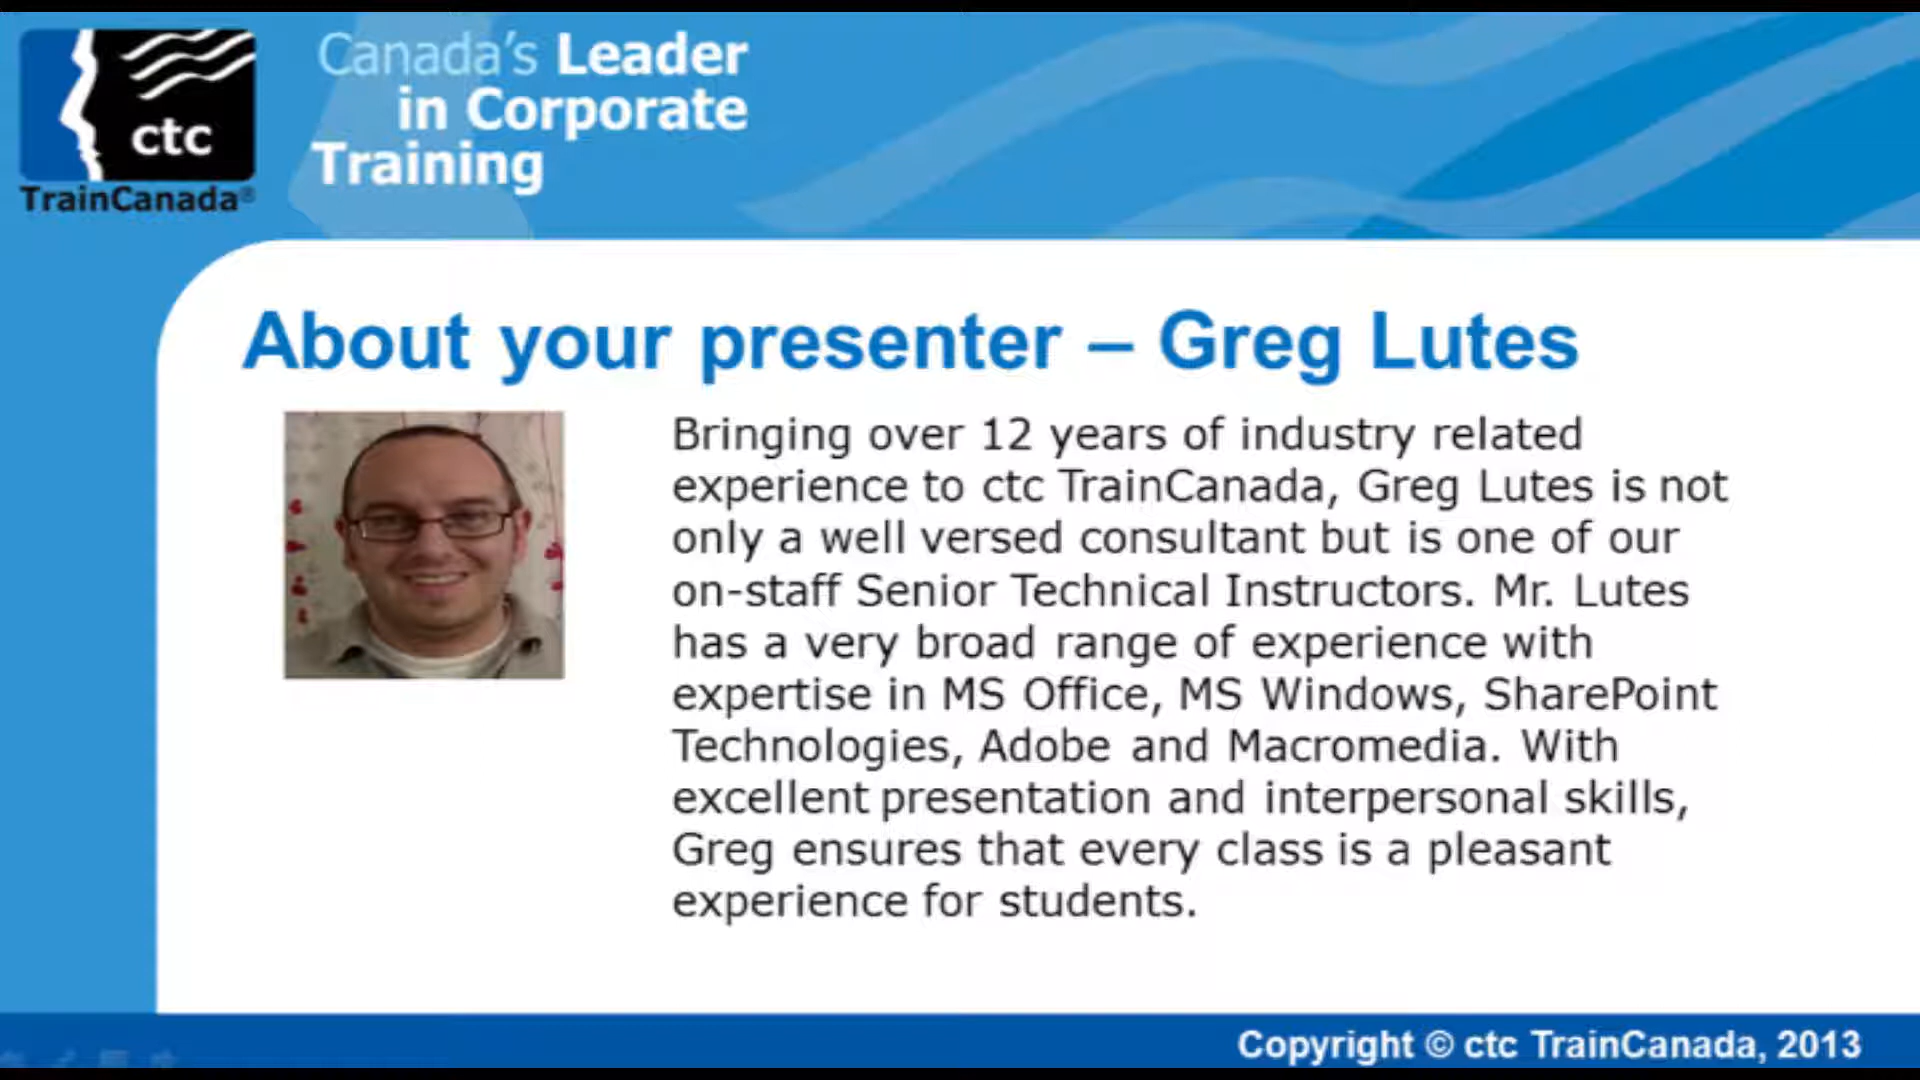 ctc
TrainCanada®
Canada's Leader
in Corporate
Training
About your presenter – Greg Lutes
Bringing over 12 years of industry related
experience to ctc TrainCanada, Greg Lutes is not
only a well versed consultant but is one of our
on-staff Senior Technical Instructors. Mr. Lutes
has a very broad range of experience with
expertise in MS Office, MS Windows, SharePoint
Technologies, Adobe and Macromedia. With
excellent presentation and interpersonal skills,
Greg ensures that every class is a pleasant
experience for students.
Copyright © ctc TrainCanada, 2013